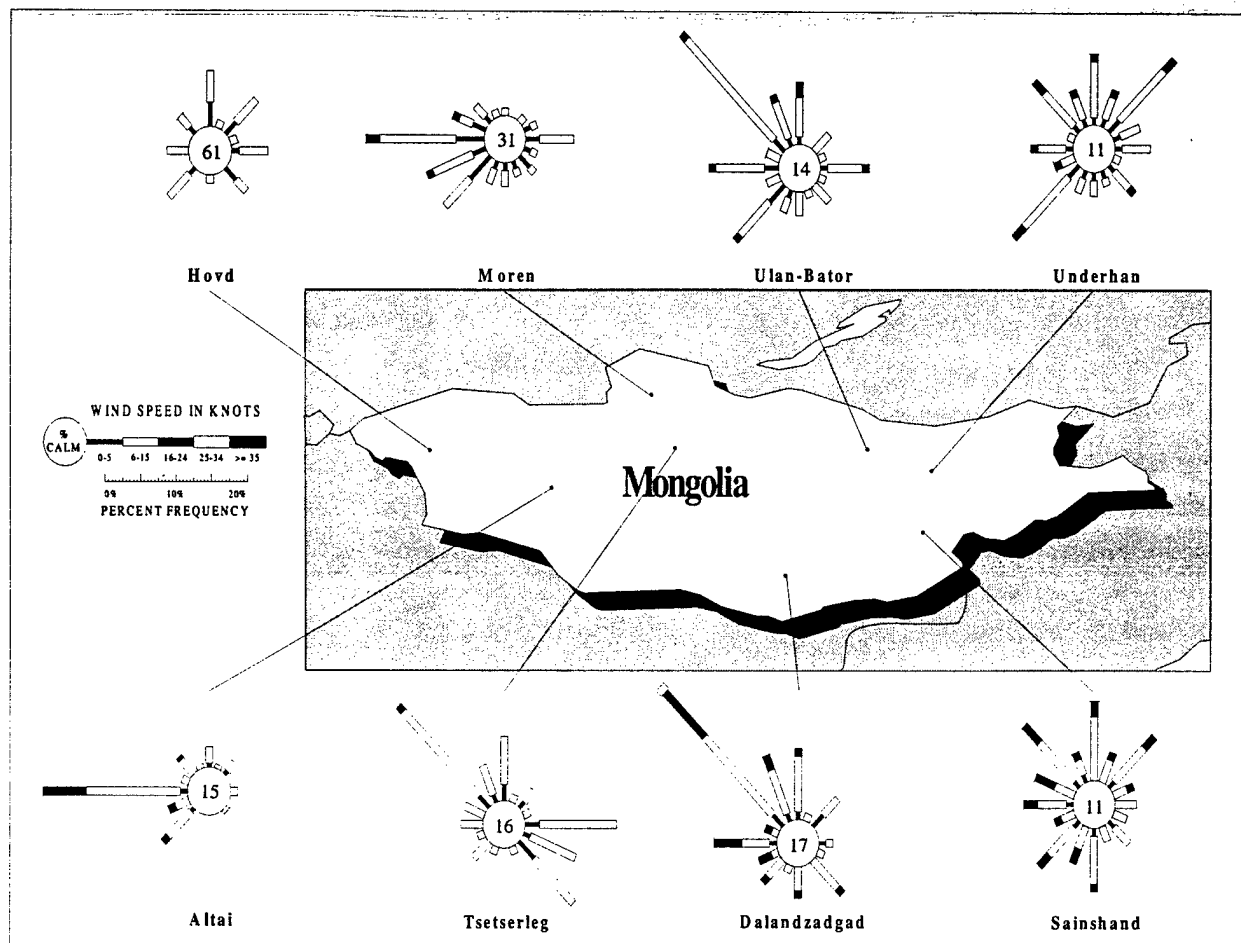 61
31
14
11
Hovd
Moren
Ulan-Bator
Underhan
WIND SPEED IN KNOTS
% CALM
0-5 6-15 16-24 25-34 >= 35
0% 10% 20%
PERCENT FREQUENCY
Mongolia
15
16
17
11
Altai
Tsetserleg
Dalandzadgad
Sainshand